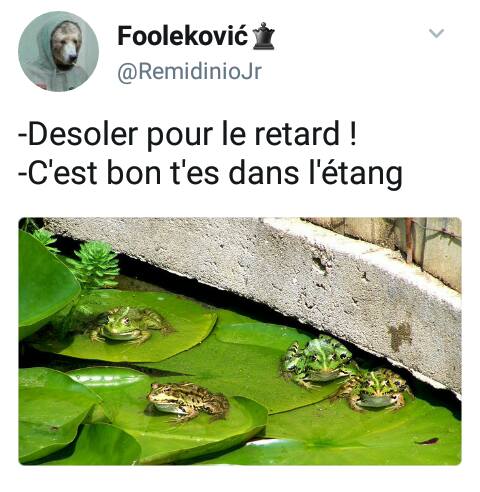 Fooleković♜
@RemidinioJr
-Desoler pour le retard !
-C'est bon t'es dans l'étang